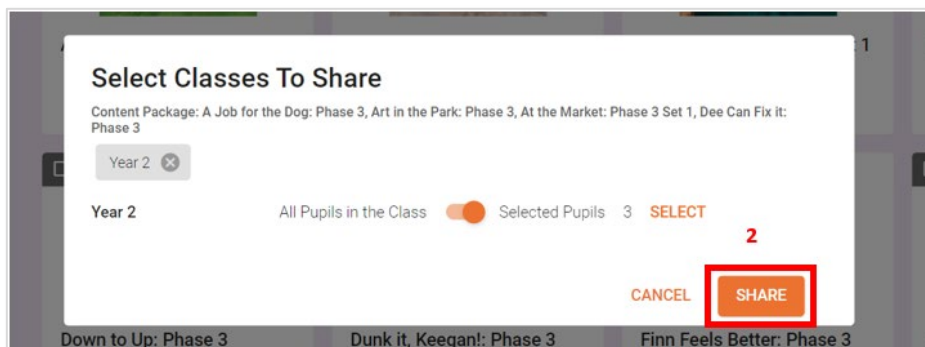 1
Select Classes To Share
Content Package: A Job for the Dog: Phase 3, Art in the Park: Phase 3, At the Market: Phase 3 Set 1, Dee Can Fix it:
Phase 3
Year 2
Year 2 All Pupils in the Class Selected Pupils 3 SELECT
2
CANCEL SHARE
Down to Up: Phase 3 Dunk it, Keegan!: Phase 3 Finn Feels Better: Phase 3